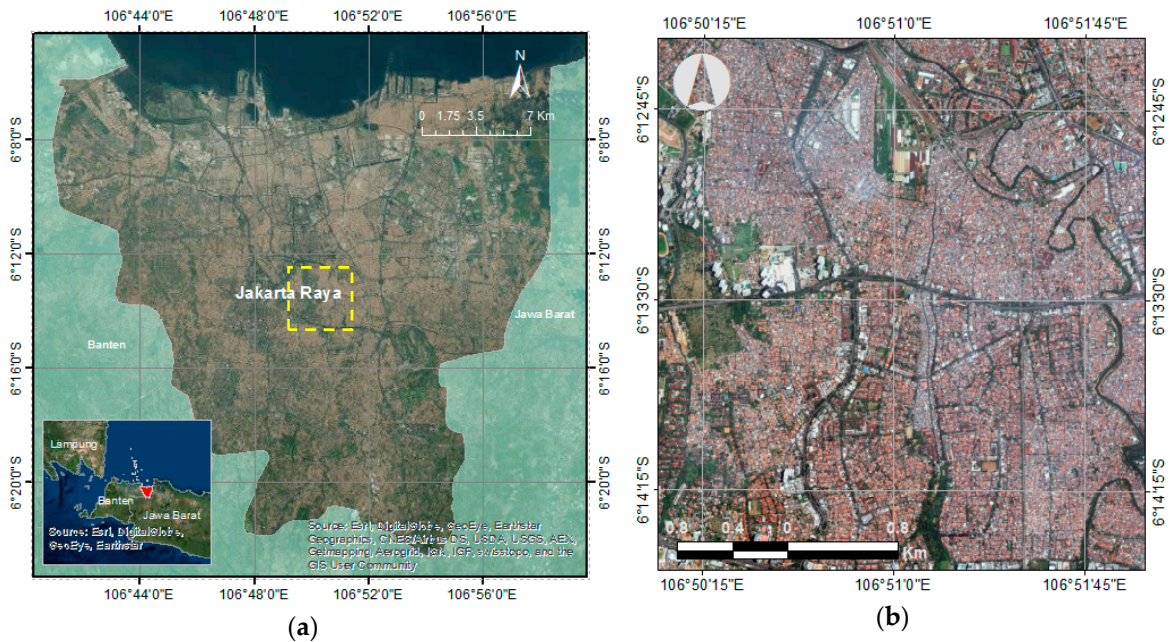 106°44'0"E 106°48'0"E 106°52'0"E 106°56'0"E
6°8'0"S
6°12'0"S
6°16'0"S
6°20'0"S
N
0 1.75 3.5 7 Km
6°8'0"S
6°12'0"S
6°16'0"S
6°20'0"S
Jakarta Raya
Jawa Barat
Banten
Lampung
Banten
Jawa Barat
Source: Esri, DigitalGlobe,
GeoEye, Earthstar
Source: Esri, DigitalGlobe, GeoEye, Earthstar
Geographics, CNES/Airbus DS, USDA, USGS, AEX,
Getmapping, Aerogrid, IGN, IGP, swisstopo, and the
GIS User Community
106°44'0"E 106°48'0"E 106°52'0"E 106°56'0"E
(a)
106°50'15"E 106°51'0"E 106°51'45"E
6°12'45"S
6°13'30"S
6°14'15"S
6°12'45"S
6°13'30"S
6°14'15"S
0.8 0.4 0 0.8
Km
106°50'15"E 106°51'0"E 106°51'45"E
(b)